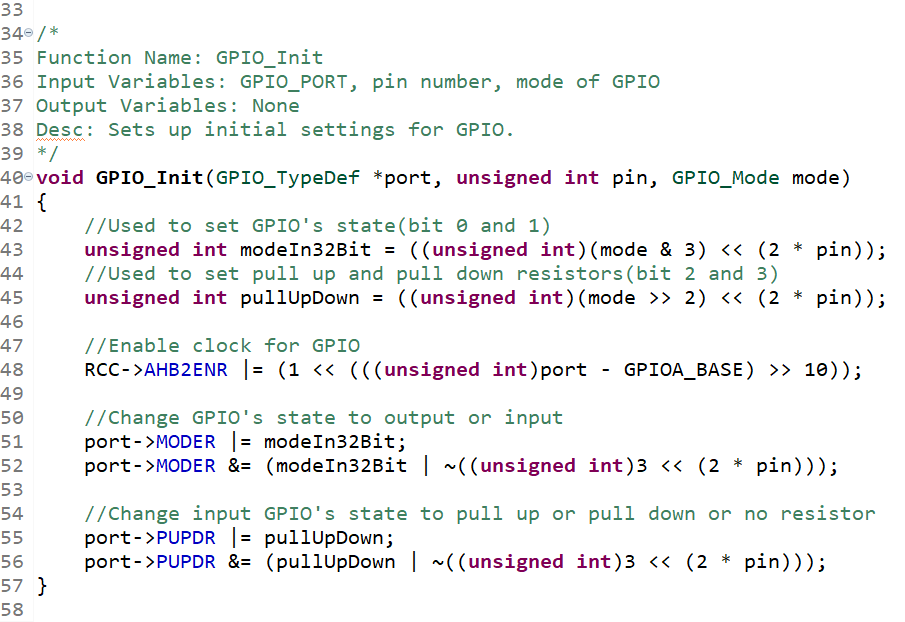 33
34 /*
35 Function Name: GPIO_Init
36 Input Variables: GPIO_PORT, pin number, mode of GPIO
37 Output Variables: None
38 Desc: Sets up initial settings for GPIO.
39 */
40 void GPIO_Init(GPIO_TypeDef *port, unsigned int pin, GPIO_Mode mode)
41 {
42     //Used to set GPIO's state(bit 0 and 1)
43     unsigned int modeIn32Bit = ((unsigned int)(mode & 3) << (2 * pin));
44     //Used to set pull up and pull down resistors(bit 2 and 3)
45     unsigned int pullUpDown = ((unsigned int)(mode >> 2) << (2 * pin));
46
47     //Enable clock for GPIO
48     RCC->AHB2ENR |= (1 << (((unsigned int)port - GPIOA_BASE) >> 10));
49
50     //Change GPIO's state to output or input
51     port->MODER |= modeIn32Bit;
52     port->MODER &= (modeIn32Bit | ~((unsigned int)3 << (2 * pin)));
53
54     //Change input GPIO's state to pull up or pull down or no resistor
55     port->PUPDR |= pullUpDown;
56     port->PUPDR &= (pullUpDown | ~((unsigned int)3 << (2 * pin)));
57 }
58